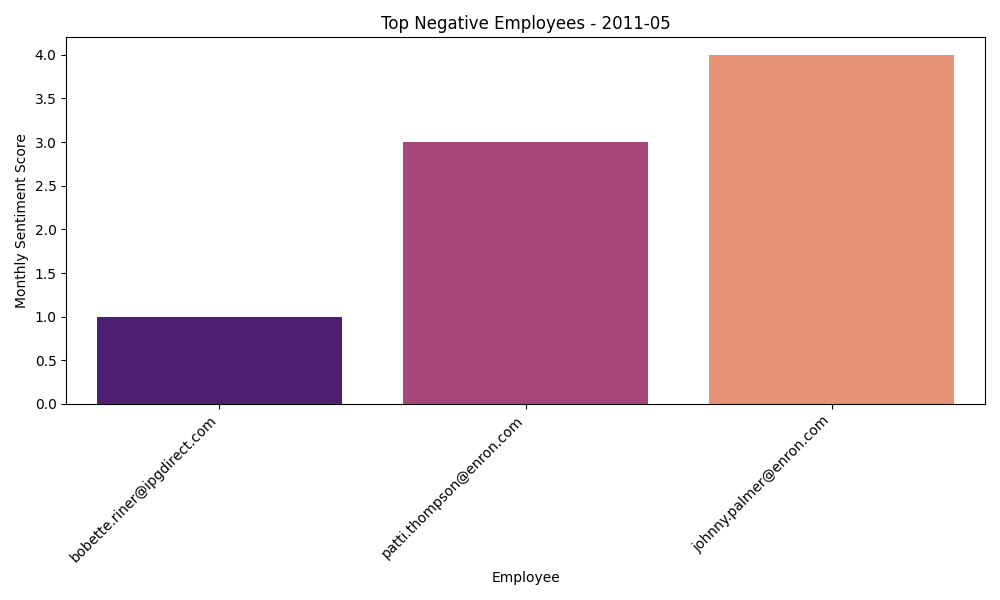 Top Negative Employees - 2011-05
Monthly Sentiment Score
4.0
3.5
3.0
2.5
2.0
1.5
1.0
0.5
0.0
bobette.riner@ipgdirect.com
patti.thompson@enron.com
johnny.palmer@enron.com
Employee